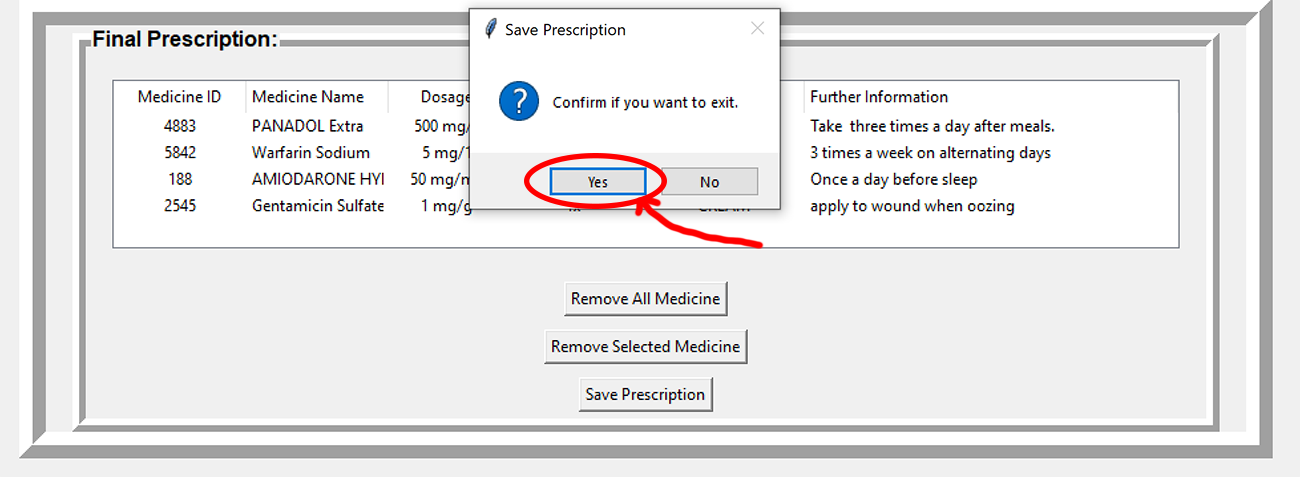 Save Prescription
Final Prescription:
Confirm if you want to exit.
Yes No
Medicine ID Medicine Name Dosage Further Information
4883 PANADOL Extra 500 mg/ Take three times a day after meals.
5842 Warfarin Sodium 5 mg/1 3 times a week on alternating days
188 AMIODARONE HYI 50 mg/m Once a day before sleep
2545 Gentamicin Sulfate 1 mg/g CREAM apply to wound when oozing
Remove All Medicine
Remove Selected Medicine
Save Prescription